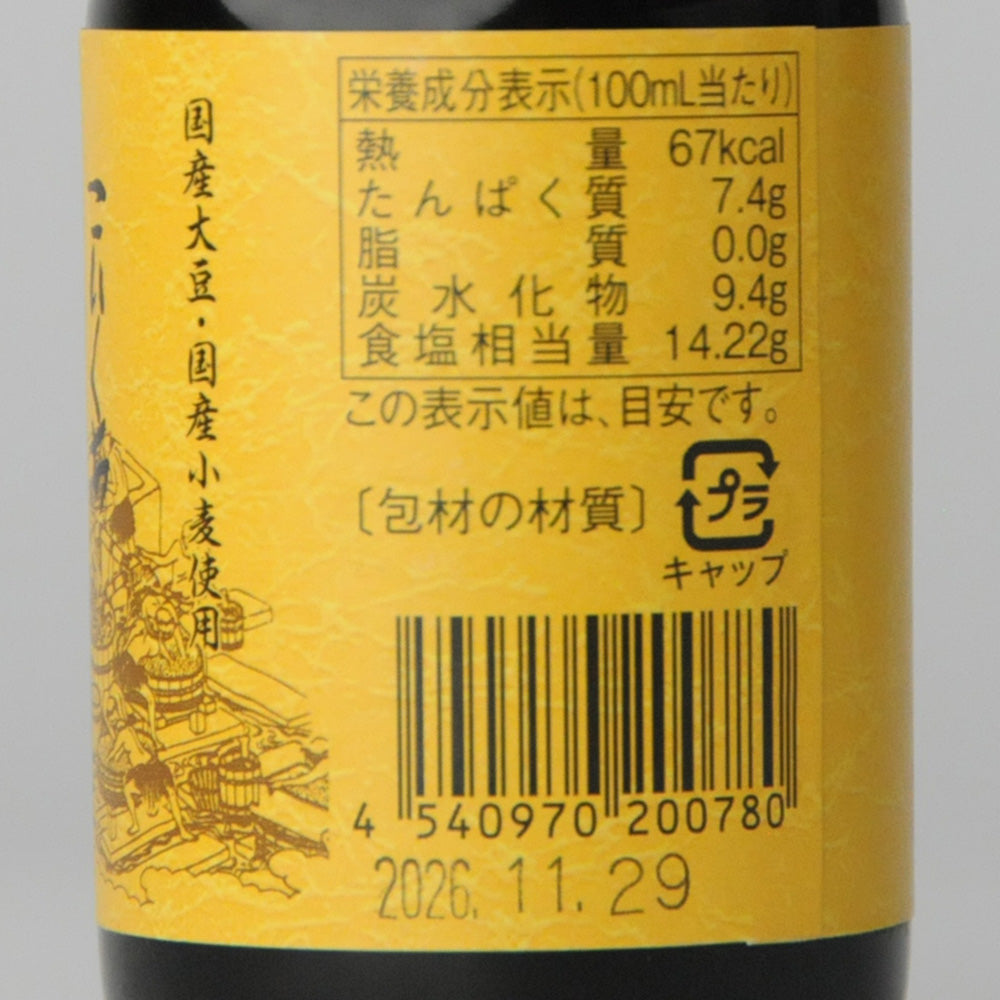 国産大豆・国産小麦使用
栄養成分表示(100mL当たり)
熱量 67kcal
たんぱく質 7.4g
脂質 0.0g
炭水化物 9.4g
食塩相当量 14.22g
この表示値は、目安です。
〔包材の材質〕
プラ
キャップ
4 540970 200780
2026.11.29